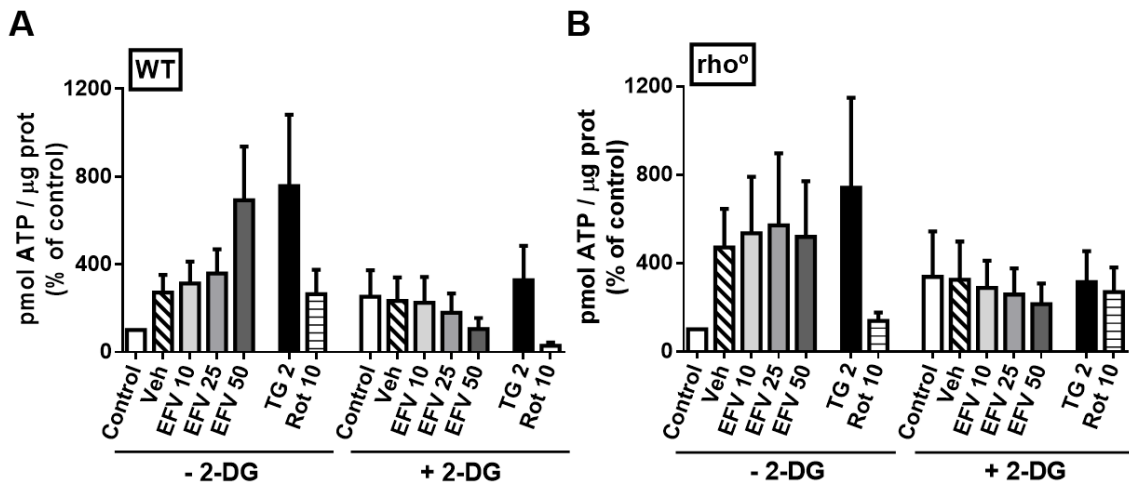 A
WT
pmol ATP / µg prot
(% of control)
1200
800
400
0
Control
Veh
EFV 10
EFV 25
EFV 50
TG 2
Rot 10
Control
Veh
EFV 10
EFV 25
EFV 50
TG 2
Rot 10
- 2-DG
+ 2-DG
B
rhoº
pmol ATP / µg prot
(% of control)
1200
800
400
0
Control
Veh
EFV 10
EFV 25
EFV 50
TG 2
Rot 10
Control
Veh
EFV 10
EFV 25
EFV 50
TG 2
Rot 10
- 2-DG
+ 2-DG